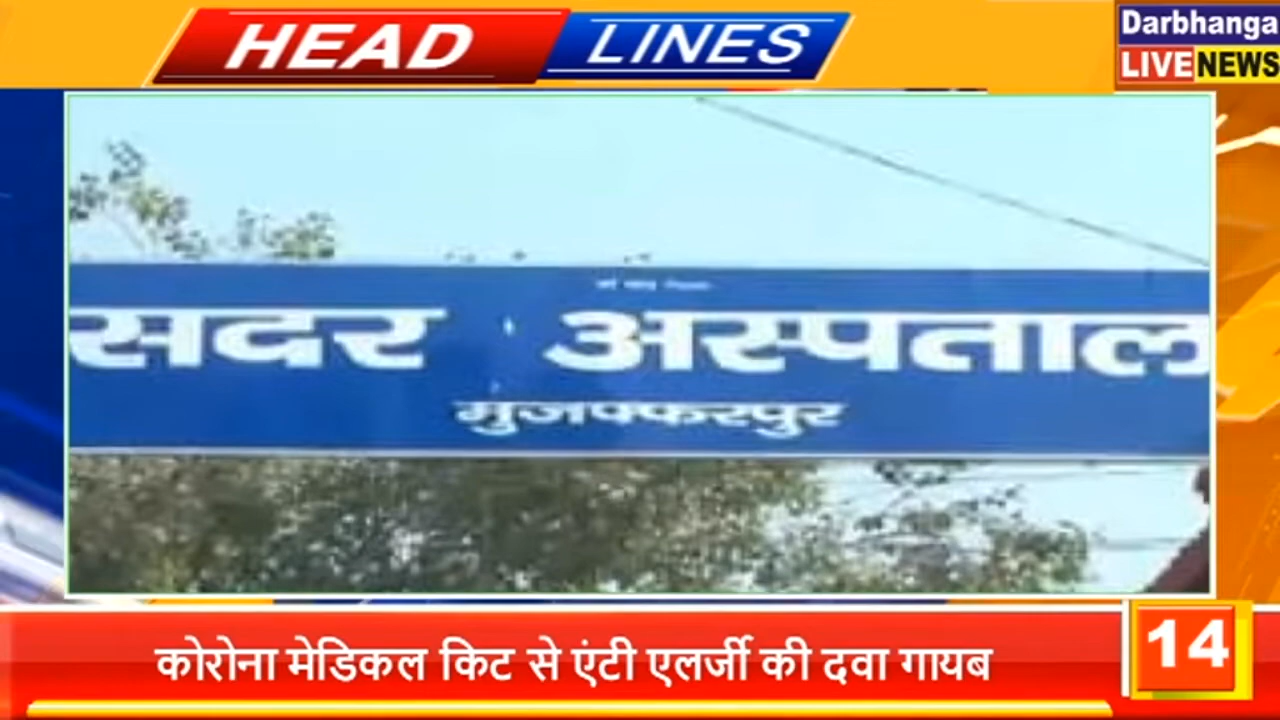 HEAD LINES
Darbhanga
LIVE NEWS
सदर अस्पताल
मुजफ्फरपुर
कोरोना मेडिकल किट से एंटी एलर्जी की दवा गायब
14